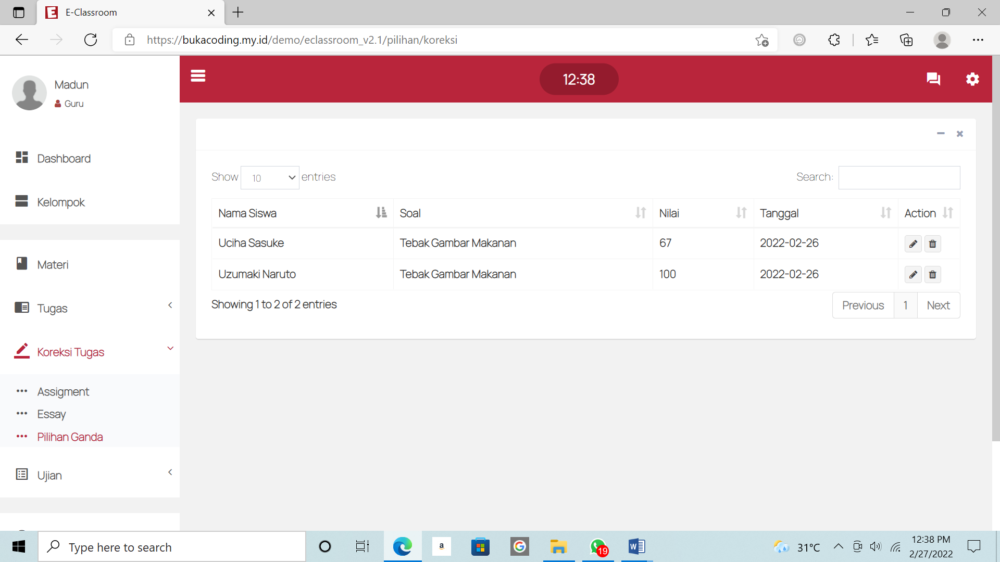 E-Classroom
https://bukacoding.my.id/demo/eclassroom_v2.1/pilihan/koreksi
Madun
Guru
12:38
Dashboard
Kelompok
Materi
Tugas
Koreksi Tugas
Assigment
Essay
Pilihan Ganda
Ujian
Show 10 entries
Search:
Nama Siswa Soal Nilai Tanggal Action
Uciha Sasuke Tebak Gambar Makanan 67 2022-02-26
Uzumaki Naruto Tebak Gambar Makanan 100 2022-02-26
Showing 1 to 2 of 2 entries
Previous 1 Next
Type here to search
19
31°C
12:38 PM
2/27/2022